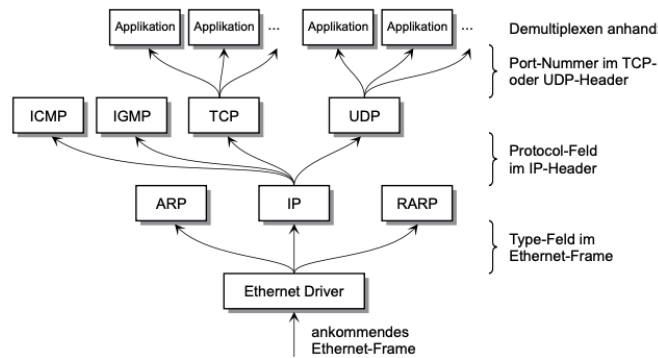 Applikation Applikation ... Applikation Applikation ... Demultiplexen anhand
Port-Nummer im TCP-
oder UDP-Header
ICMP IGMP TCP UDP
Protocol-Feld
im IP-Header
ARP IP RARP
Type-Feld im
Ethernet-Frame
Ethernet Driver
ankommendes
Ethernet-Frame